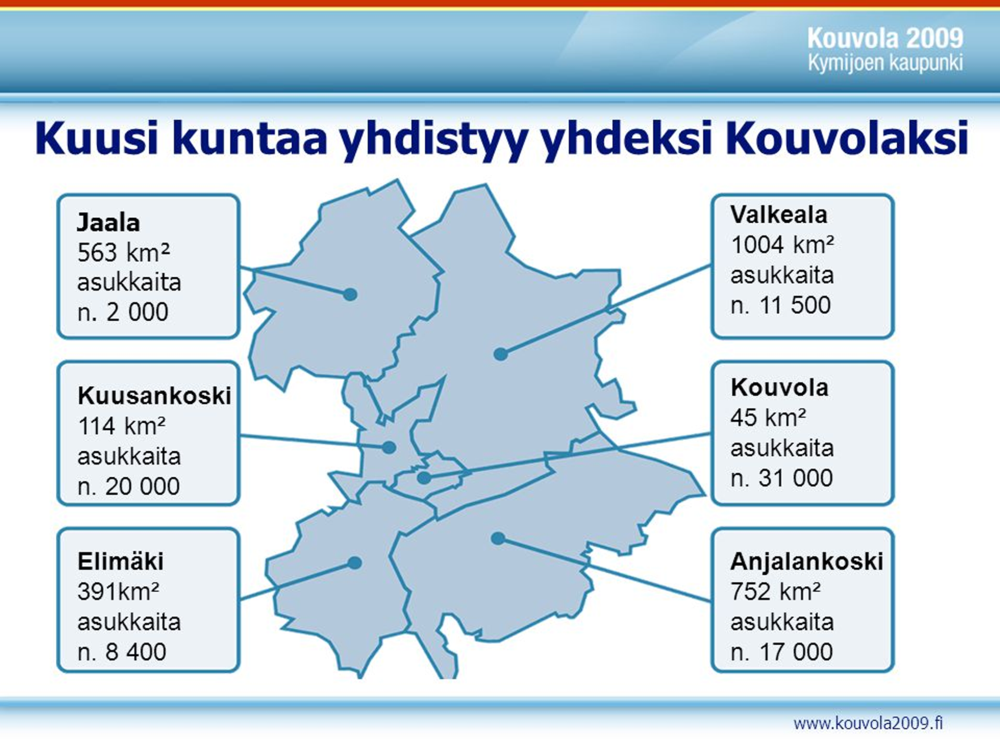 Kouvola 2009
Kymijoen kaupunki
Kuusi kuntaa yhdistyy yhdeksi Kouvolaksi
Jaala
563 km²
asukkaita
n. 2 000
Kuusankoski
114 km²
asukkaita
n. 20 000
Elimäki
391km²
asukkaita
n. 8 400
Valkeala
1004 km²
asukkaita
n. 11 500
Kouvola
45 km²
asukkaita
n. 31 000
Anjalankoski
752 km²
asukkaita
n. 17 000
www.kouvola2009.fi